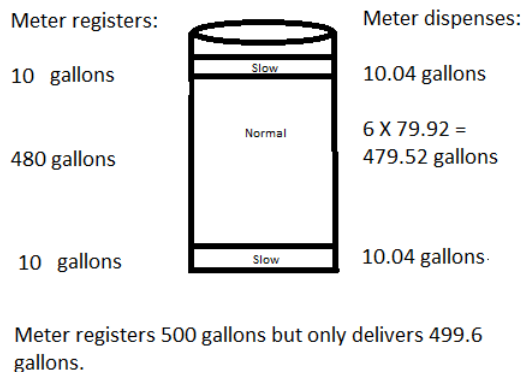 Meter registers:
Meter dispenses:
10 gallons
Slow
10.04 gallons
480 gallons
Normal
6 X 79.92 =
479.52 gallons
10 gallons
Slow
10.04 gallons.
Meter registers 500 gallons but only delivers 499.6
gallons.